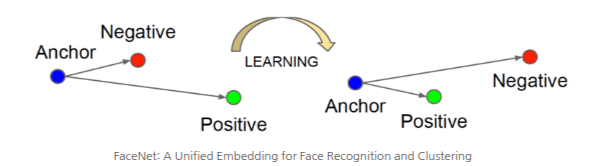 Negative
Anchor
LEARNING
Positive
Negative
Anchor
Positive
FaceNet: A Unified Embedding for Face Recognition and Clustering